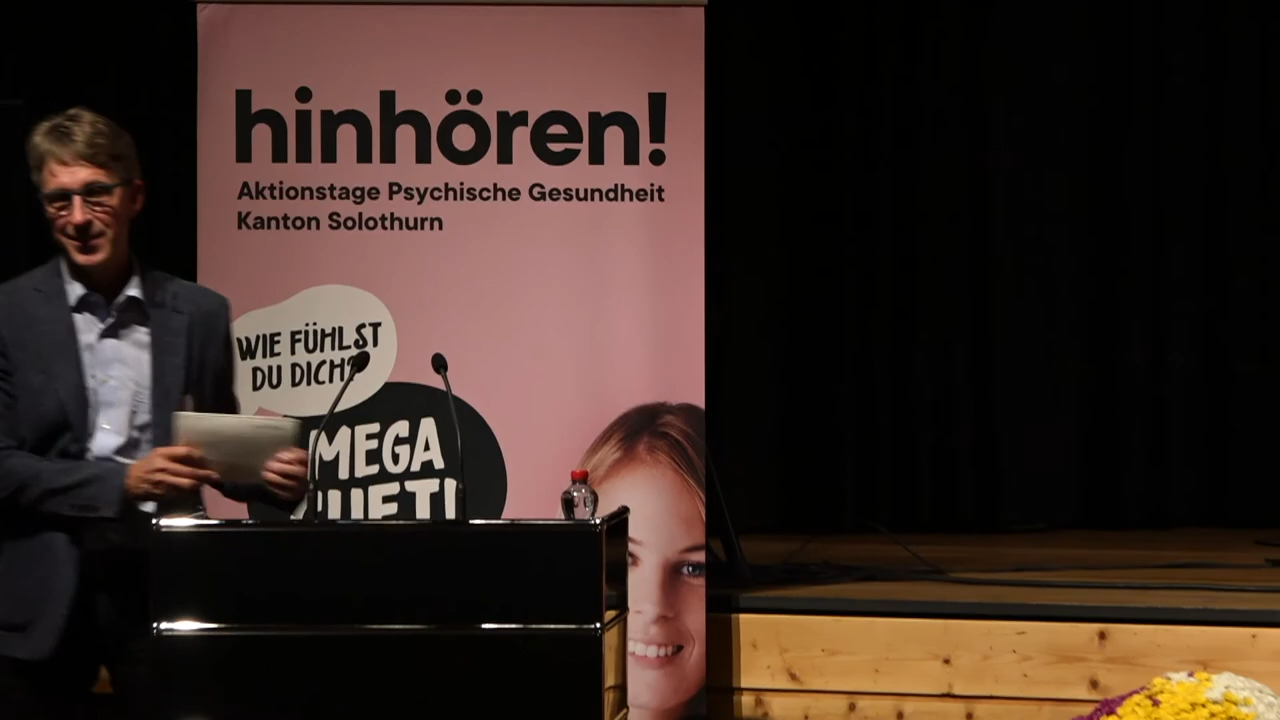 hinhören!
Aktionstage Psychische Gesundheit
Kanton Solothurn
WIE FÜHLST
DU DICH?
MEGA